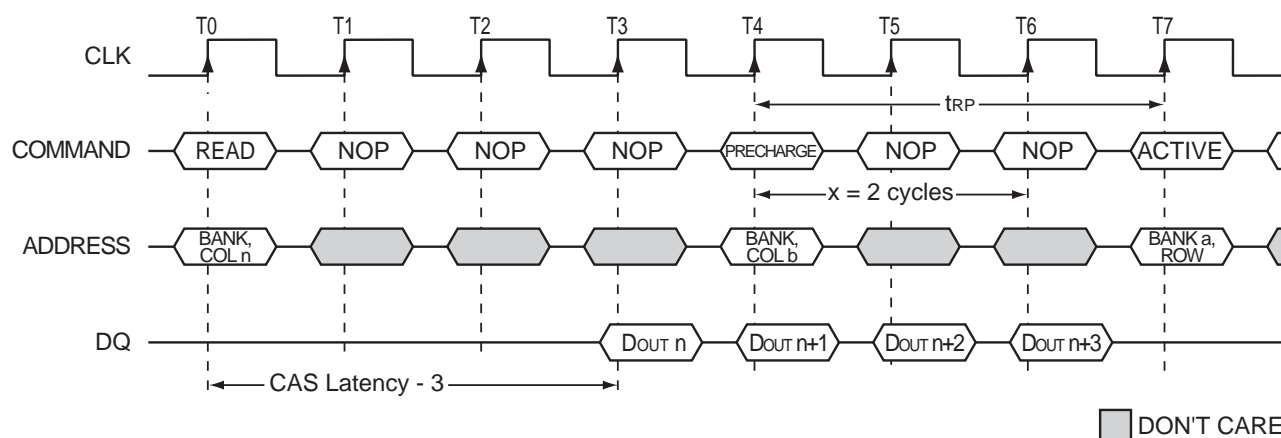 T0 T1 T2 T3 T4 T5 T6 T7
CLK
tRP
COMMAND READ NOP NOP NOP PRECHARGE NOP NOP ACTIVE
x = 2 cycles
ADDRESS BANK, COL n BANK, COL b BANK a, ROW
DQ DOUT n DOUT n+1 DOUT n+2 DOUT n+3
CAS Latency - 3
DON'T CARE